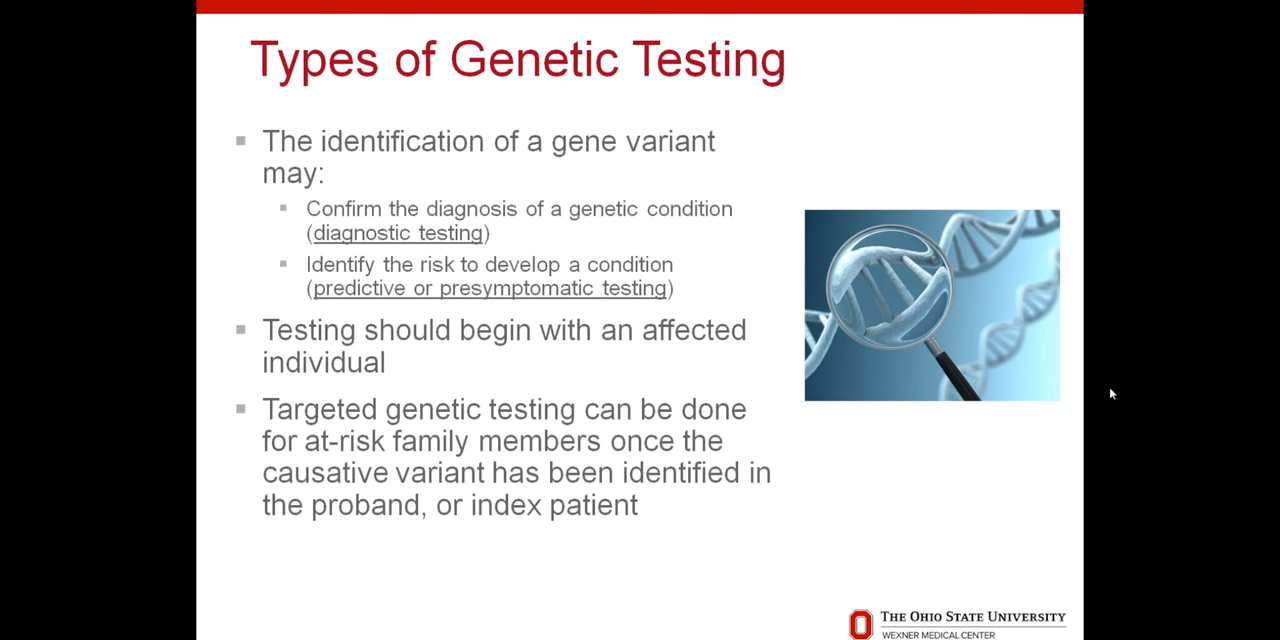 Types of Genetic Testing
The identification of a gene variant
may:
Confirm the diagnosis of a genetic condition
(diagnostic testing)
Identify the risk to develop a condition
(predictive or presymptomatic testing)
Testing should begin with an affected
individual
Targeted genetic testing can be done
for at-risk family members once the
causative variant has been identified in
the proband, or index patient
THE OHIO STATE UNIVERSITY
WEXNER MEDICAL CENTER